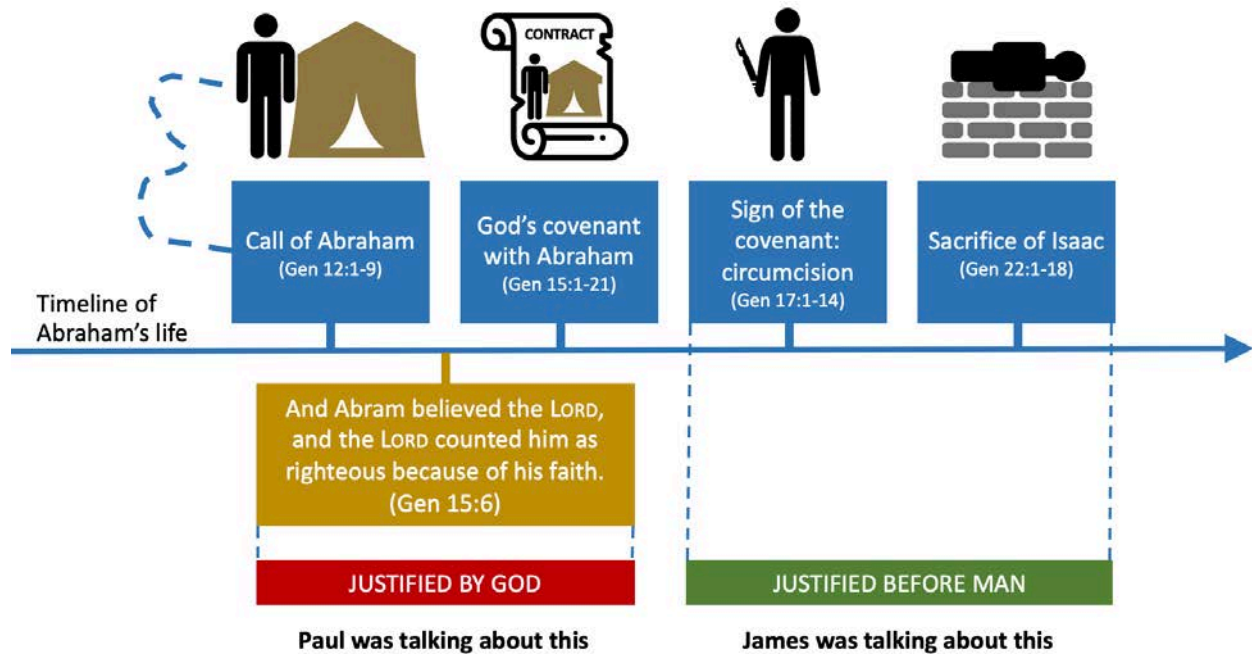 CONTRACT
Call of Abraham
(Gen 12:1-9)
God’s covenant
with Abraham
(Gen 15:1-21)
Sign of the
covenant:
circumcision
(Gen 17:1-14)
Sacrifice of Isaac
(Gen 22:1-18)
Timeline of
Abraham’s life
And Abram believed the LORD,
and the LORD counted him as
righteous because of his faith.
(Gen 15:6)
JUSTIFIED BY GOD
JUSTIFIED BEFORE MAN
Paul was talking about this
James was talking about this